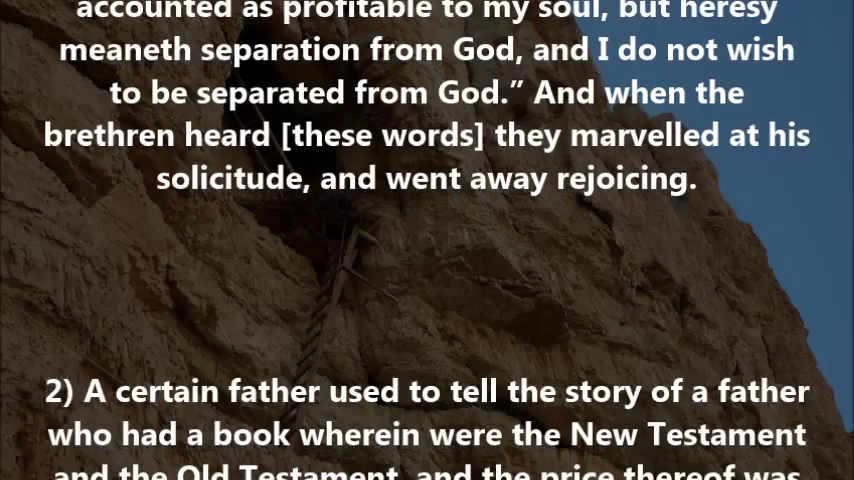 accounted as profitable to my soul, but heresy
meaneth separation from God, and I do not wish
to be separated from God.” And when the
brethren heard [these words] they marvelled at his
solicitude, and went away rejoicing.
2) A certain father used to tell the story of a father
who had a book wherein were the New Testament
and the Old Testament, and the price thereof was